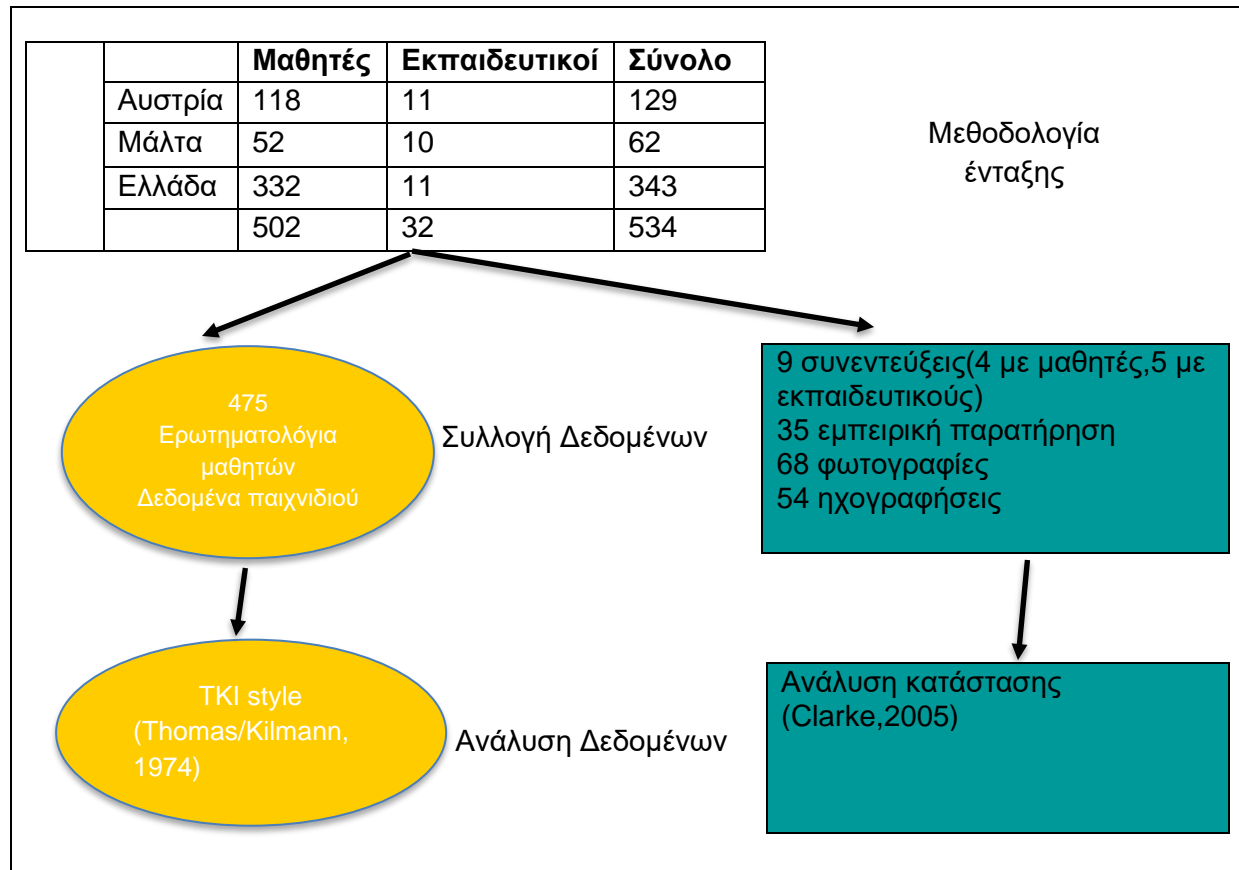 Μαθητές Εκπαιδευτικοί Σύνολο
Αυστρία 118 11 129
Μάλτα 52 10 62
Ελλάδα 332 11 343
502 32 534
Μεθοδολογία
ένταξης
475
Ερωτηματολόγια
μαθητών
Δεδομένα παιχνιδιού
Συλλογή Δεδομένων
9 συνεντεύξεις(4 με μαθητές,5 με
εκπαιδευτικούς)
35 εμπειρική παρατήρηση
68 φωτογραφίες
54 ηχογραφήσεις
TKI style
(Thomas/Kilmann,
1974)
Ανάλυση Δεδομένων
Ανάλυση κατάστασης
(Clarke,2005)